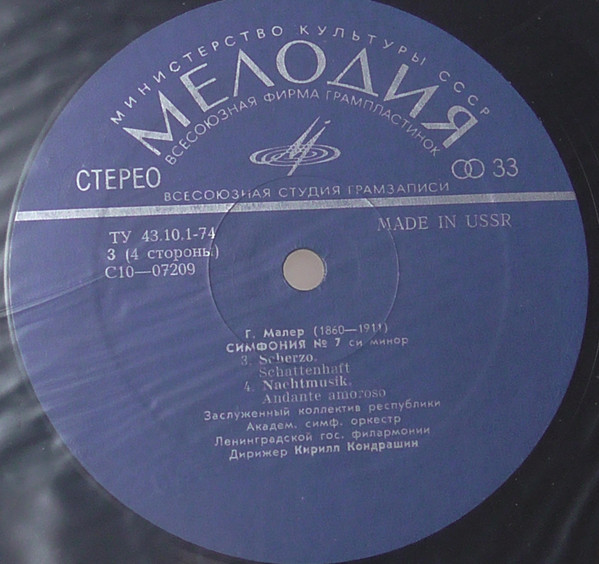 МИНИСТЕРСТВО КУЛЬТУРЫ СССР
МЕЛОДИЯ
ВСЕСОЮЗНАЯ ФИРМА ГРАМПЛАСТИНОК
СТЕРЕО
33
ВСЕСОЮЗНАЯ СТУДИЯ ГРАМЗАПИСИ
MADE IN USSR
ТУ 43.10.1-74
3 (4 сторонь.)
С10—07209
Г. Малер (1860—1911)
СИМФОНИЯ № 7 си минор
3. Scherzo.
Schattenhaft
4. Nachtmusik.
Andante amoroso
Заслуженный коллектив республики
Академ. симф. оркестр
Ленинградской гос. филармонии
Дирижер Кирилл Кондрашин